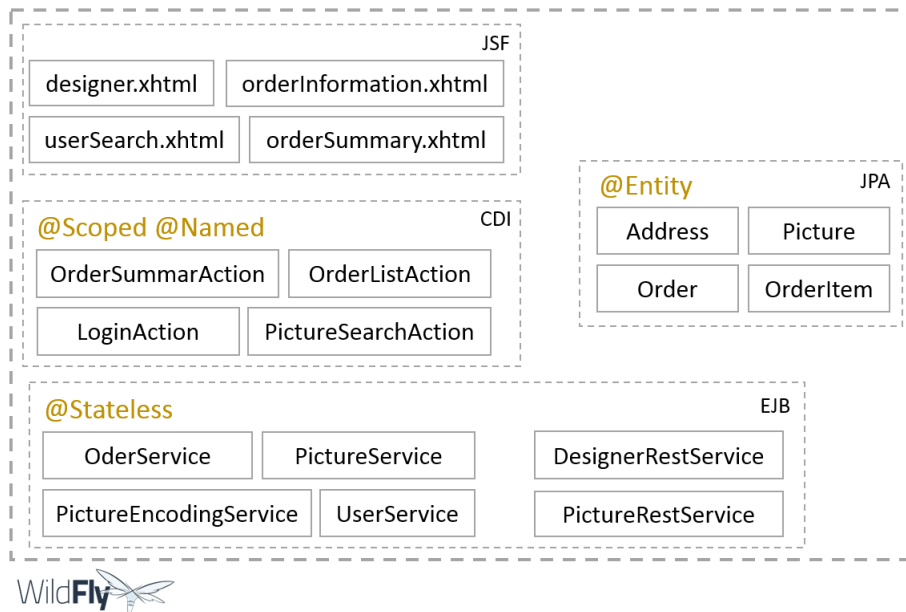 JSF
designer.xhtml
orderInformation.xhtml
userSearch.xhtml
orderSummary.xhtml
@Entity
JPA
Address
Picture
Order
OrderItem
@Scoped @Named
CDI
OrderSummarAction
OrderListAction
LoginAction
PictureSearchAction
@Stateless
EJB
OderService
PictureService
DesignerRestService
PictureEncodingService
UserService
PictureRestService
WildFly